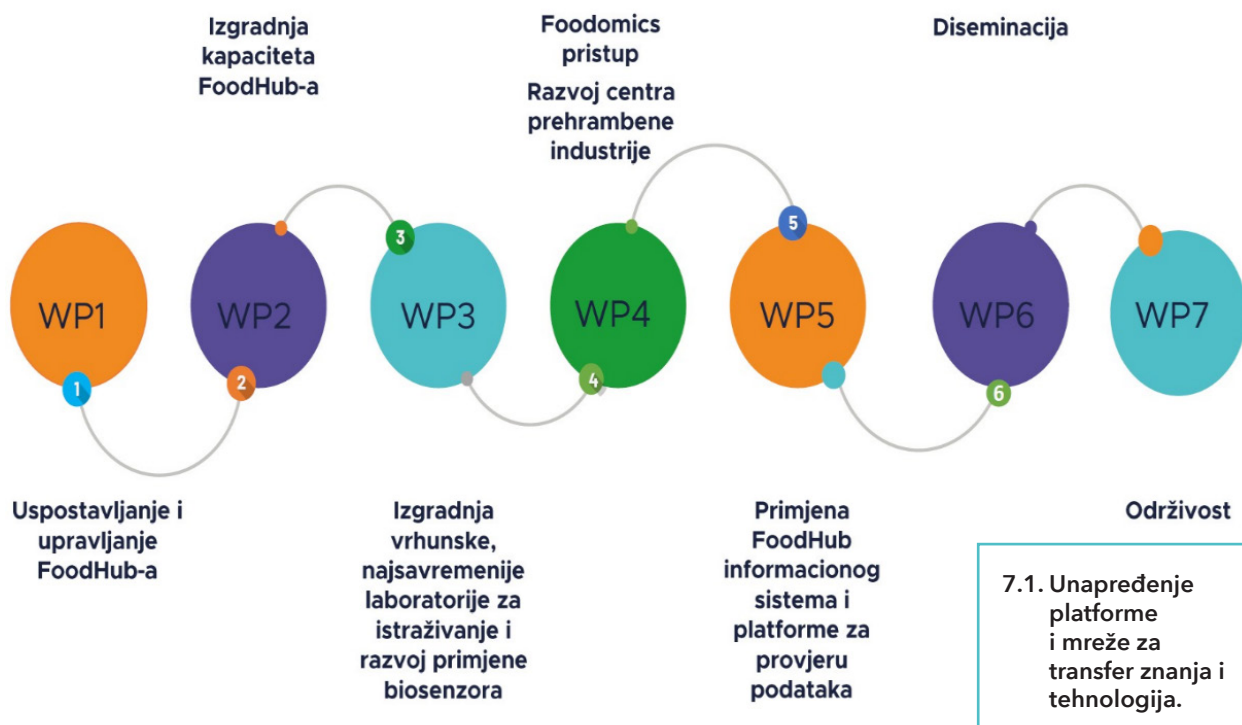 Izgradnja
kapaciteta
FoodHub-a
Foodomics
pristup
Razvoj centra
prehrambene
industrije
Diseminacija
WP1
WP2
WP3
WP4
WP5
WP6
WP7
1
2
3
4
5
6
Uspostavljanje i
upravljanje
FoodHub-a
Izgradnja
vrhunske,
najsavremenije
laboratorije za
istraživanje i
razvoj primjene
biosenzora
Primjena
FoodHub
informacionog
sistema i
platforme za
provjeru
podataka
Održivost
7.1. Unapređenje
platforme
i mreže za
transfer znanja i
tehnologija.